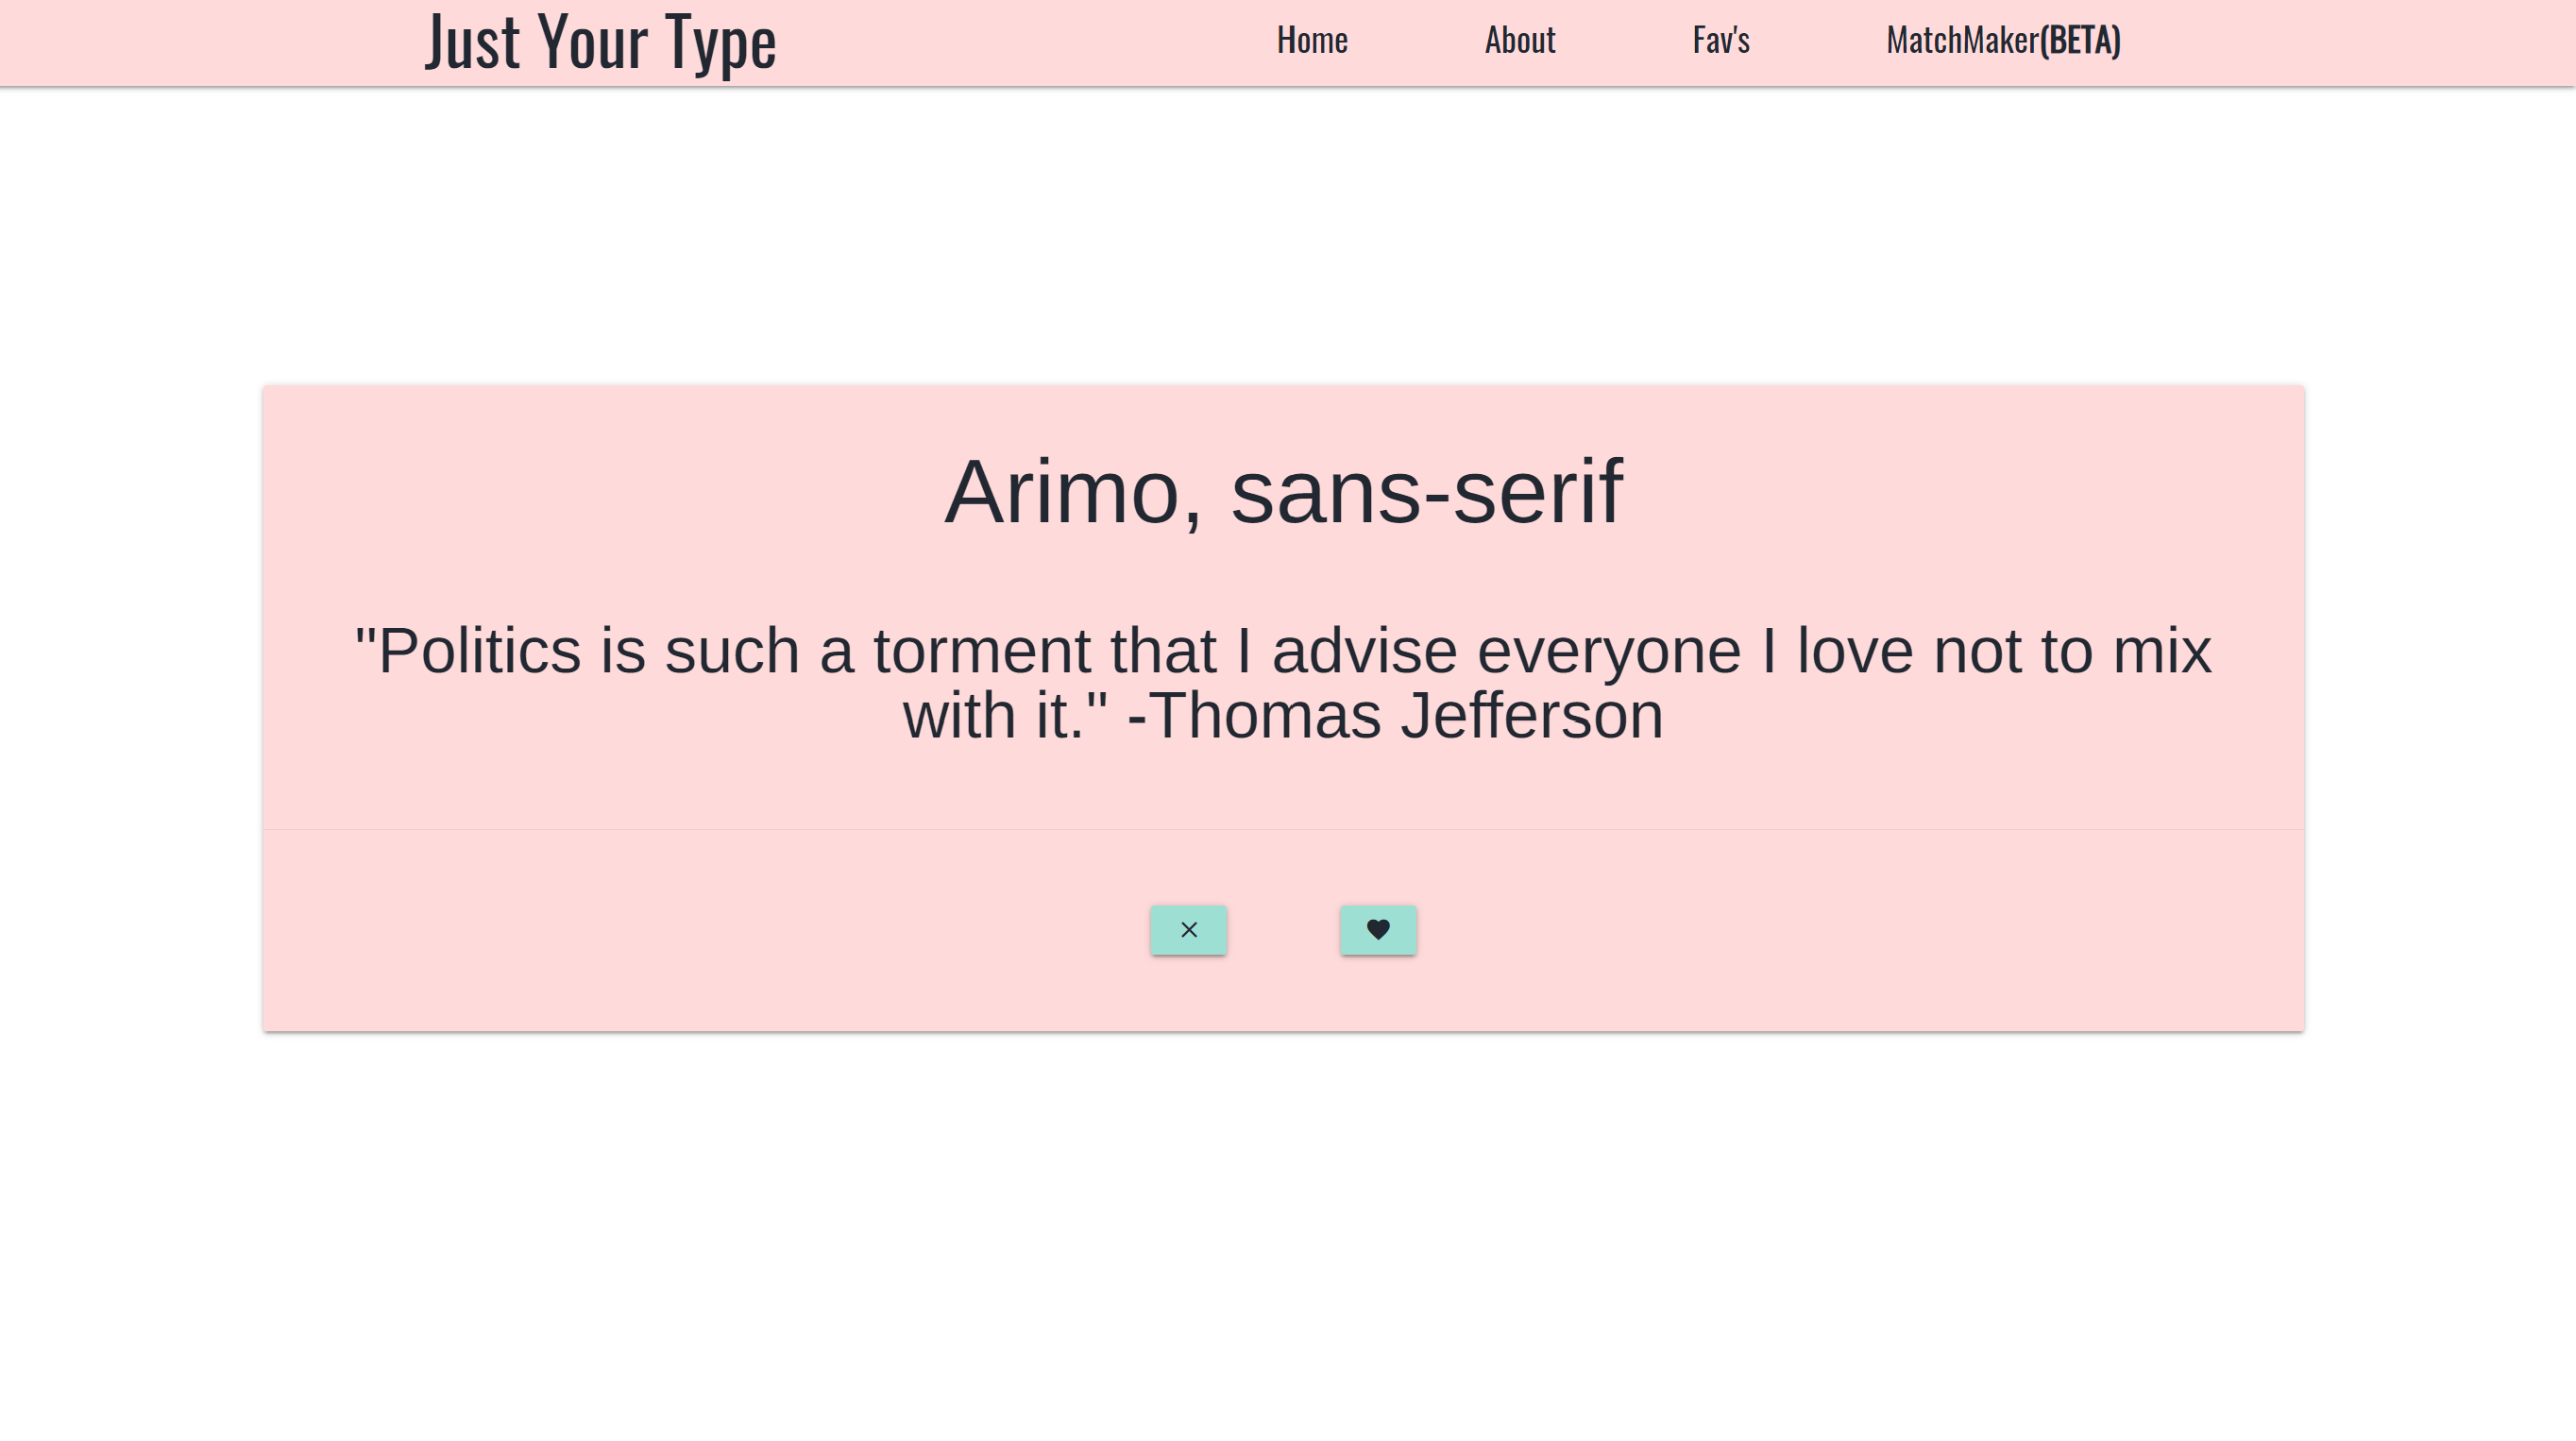 Just Your Type
Home
About
Fav's
MatchMaker(BETA)
Arimo, sans-serif
"Politics is such a torment that I advise everyone I love not to mix
with it." -Thomas Jefferson